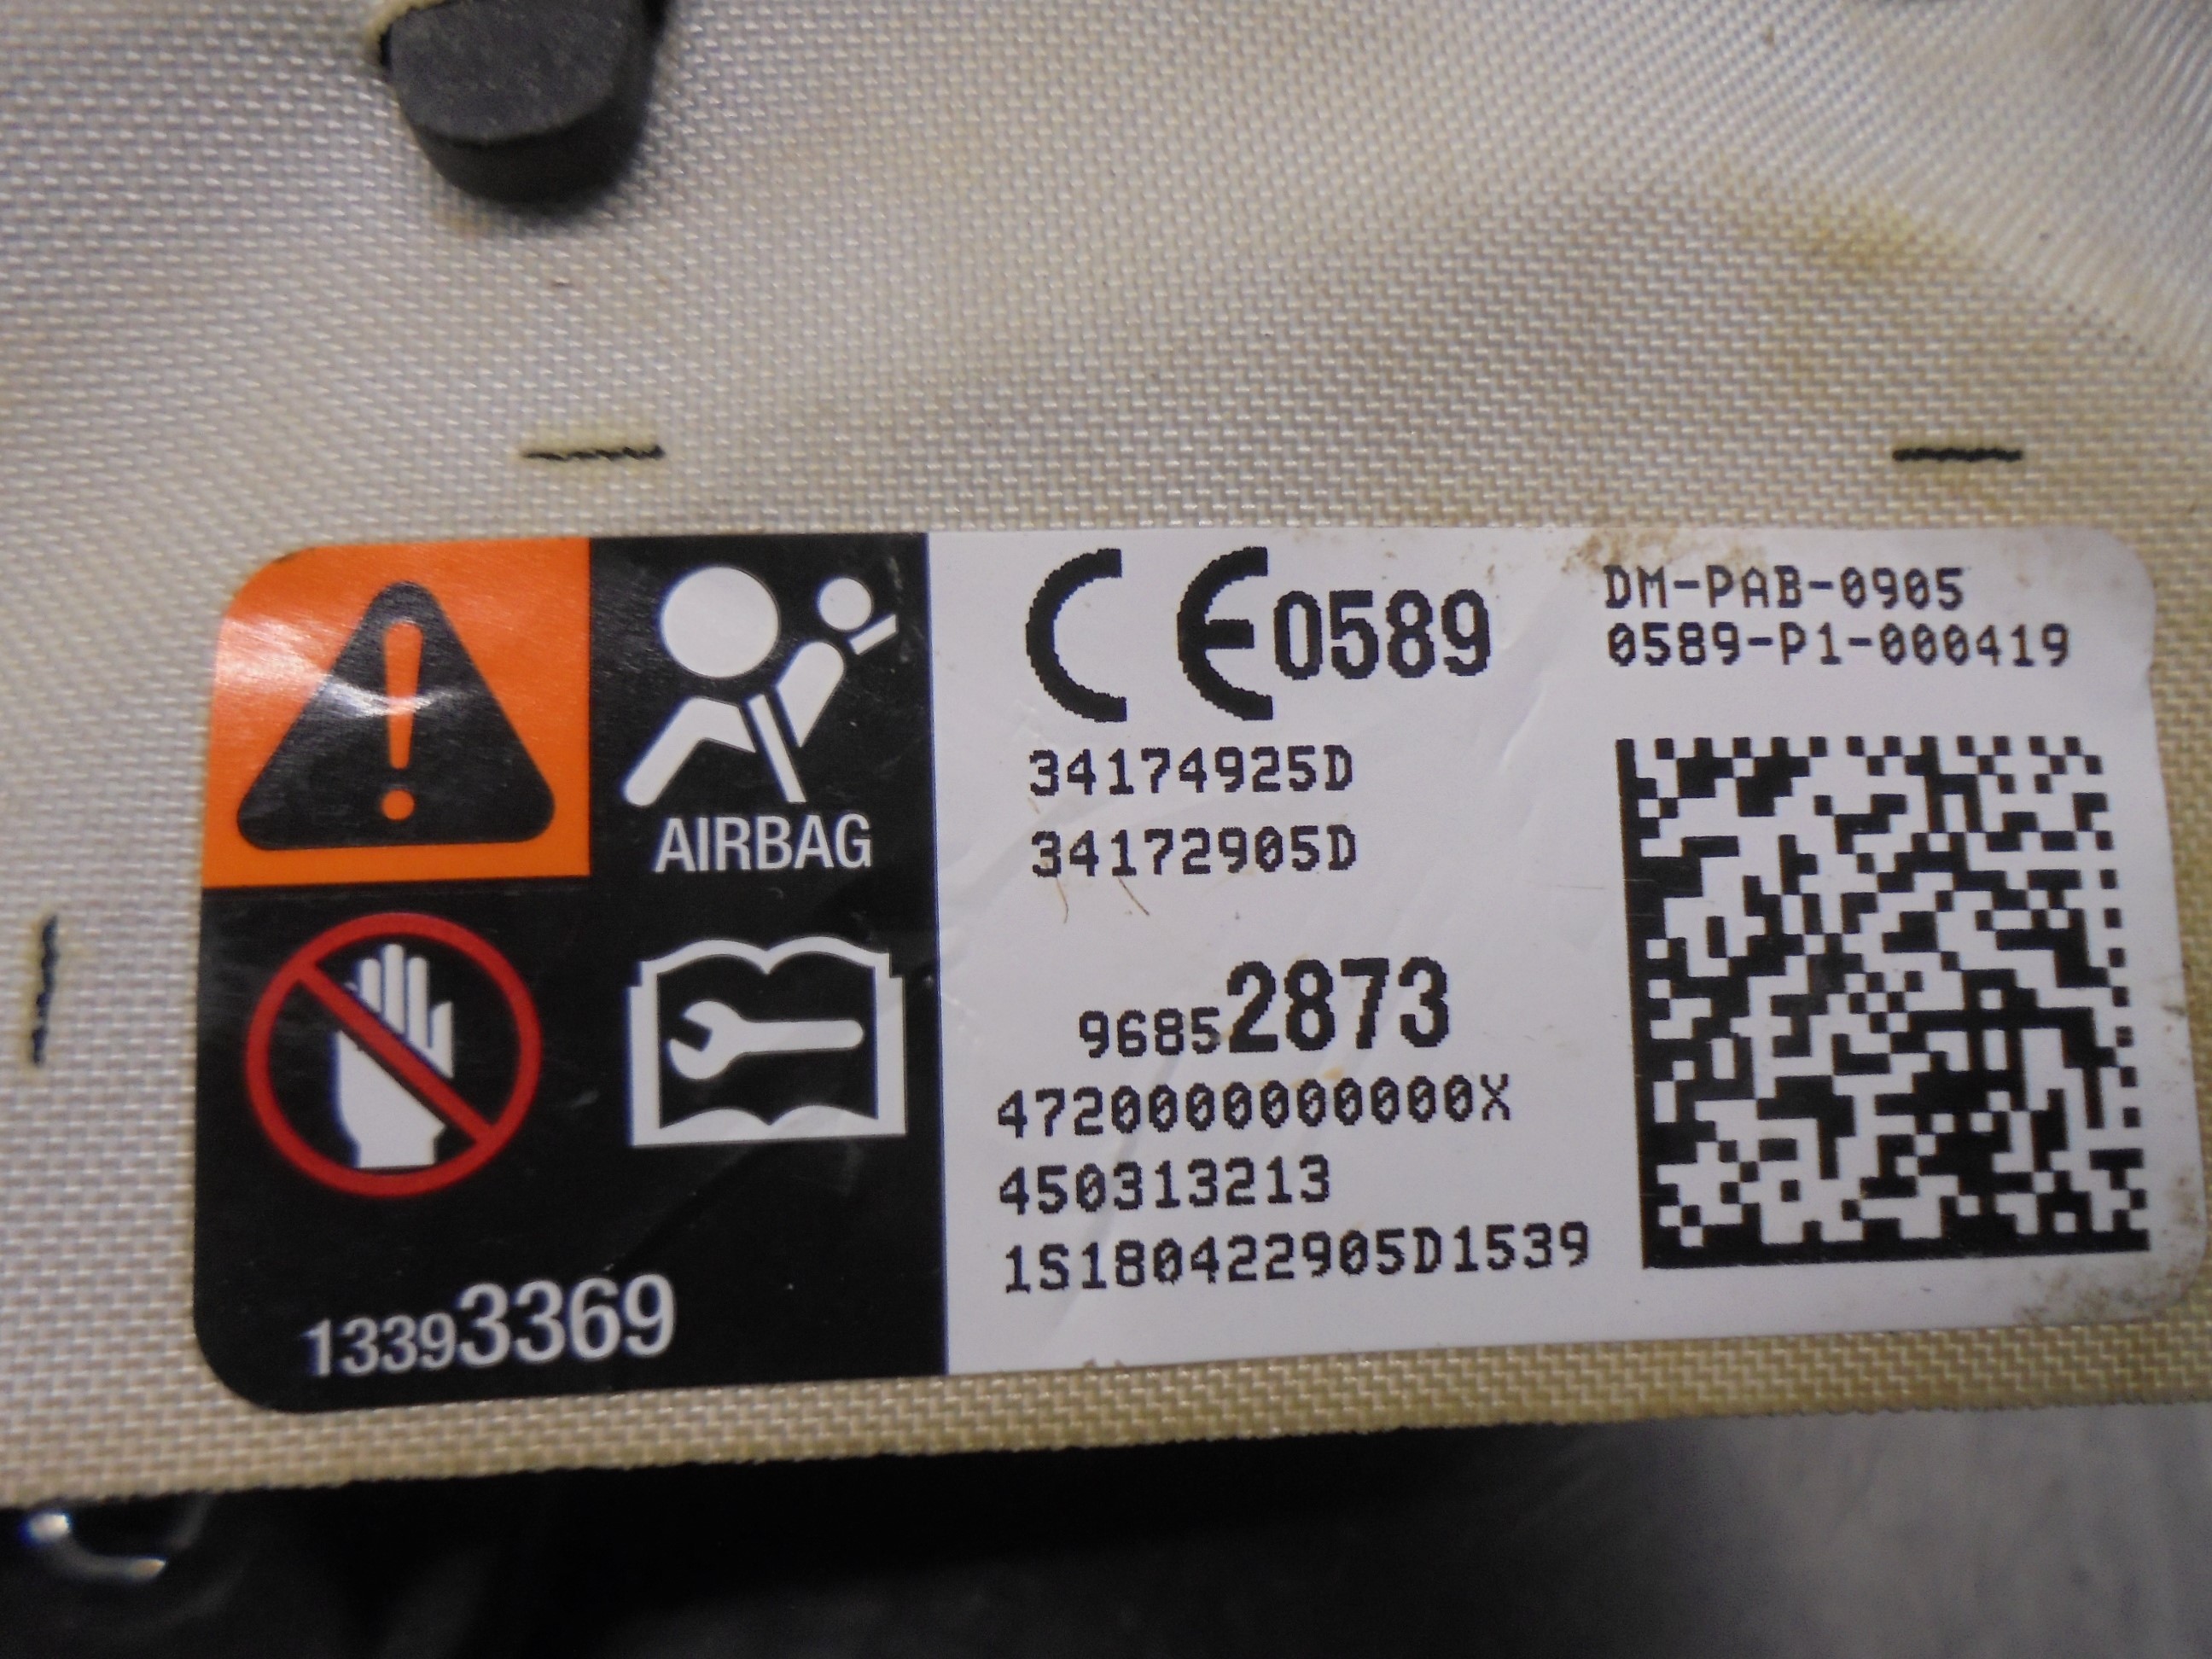 AIRBAG
13393369
CE0589
DM-PAB-0905
0589-P1-000419
34174925D
34172905D
96852873
4720000000000X
450313213
1S180422905D1539